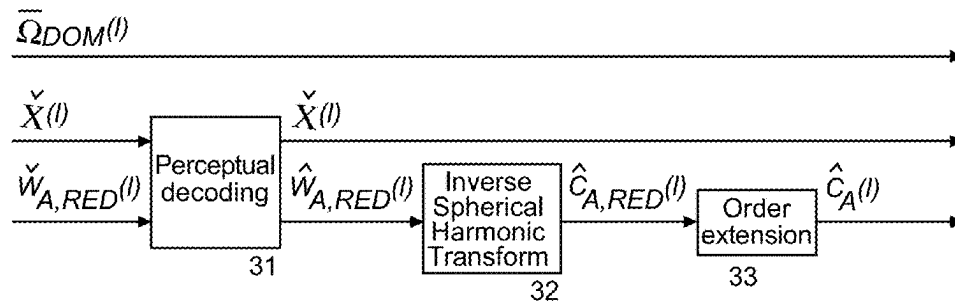 Ω̅DOM(l)
X̌(l)
X̌(l)
Perceptual
decoding
W̌A,RED(l)
ŴA,RED(l)
Inverse
Spherical
Harmonic
Transform
ĈA,RED(l)
Order
extension
ĈA(l)
31
32
33